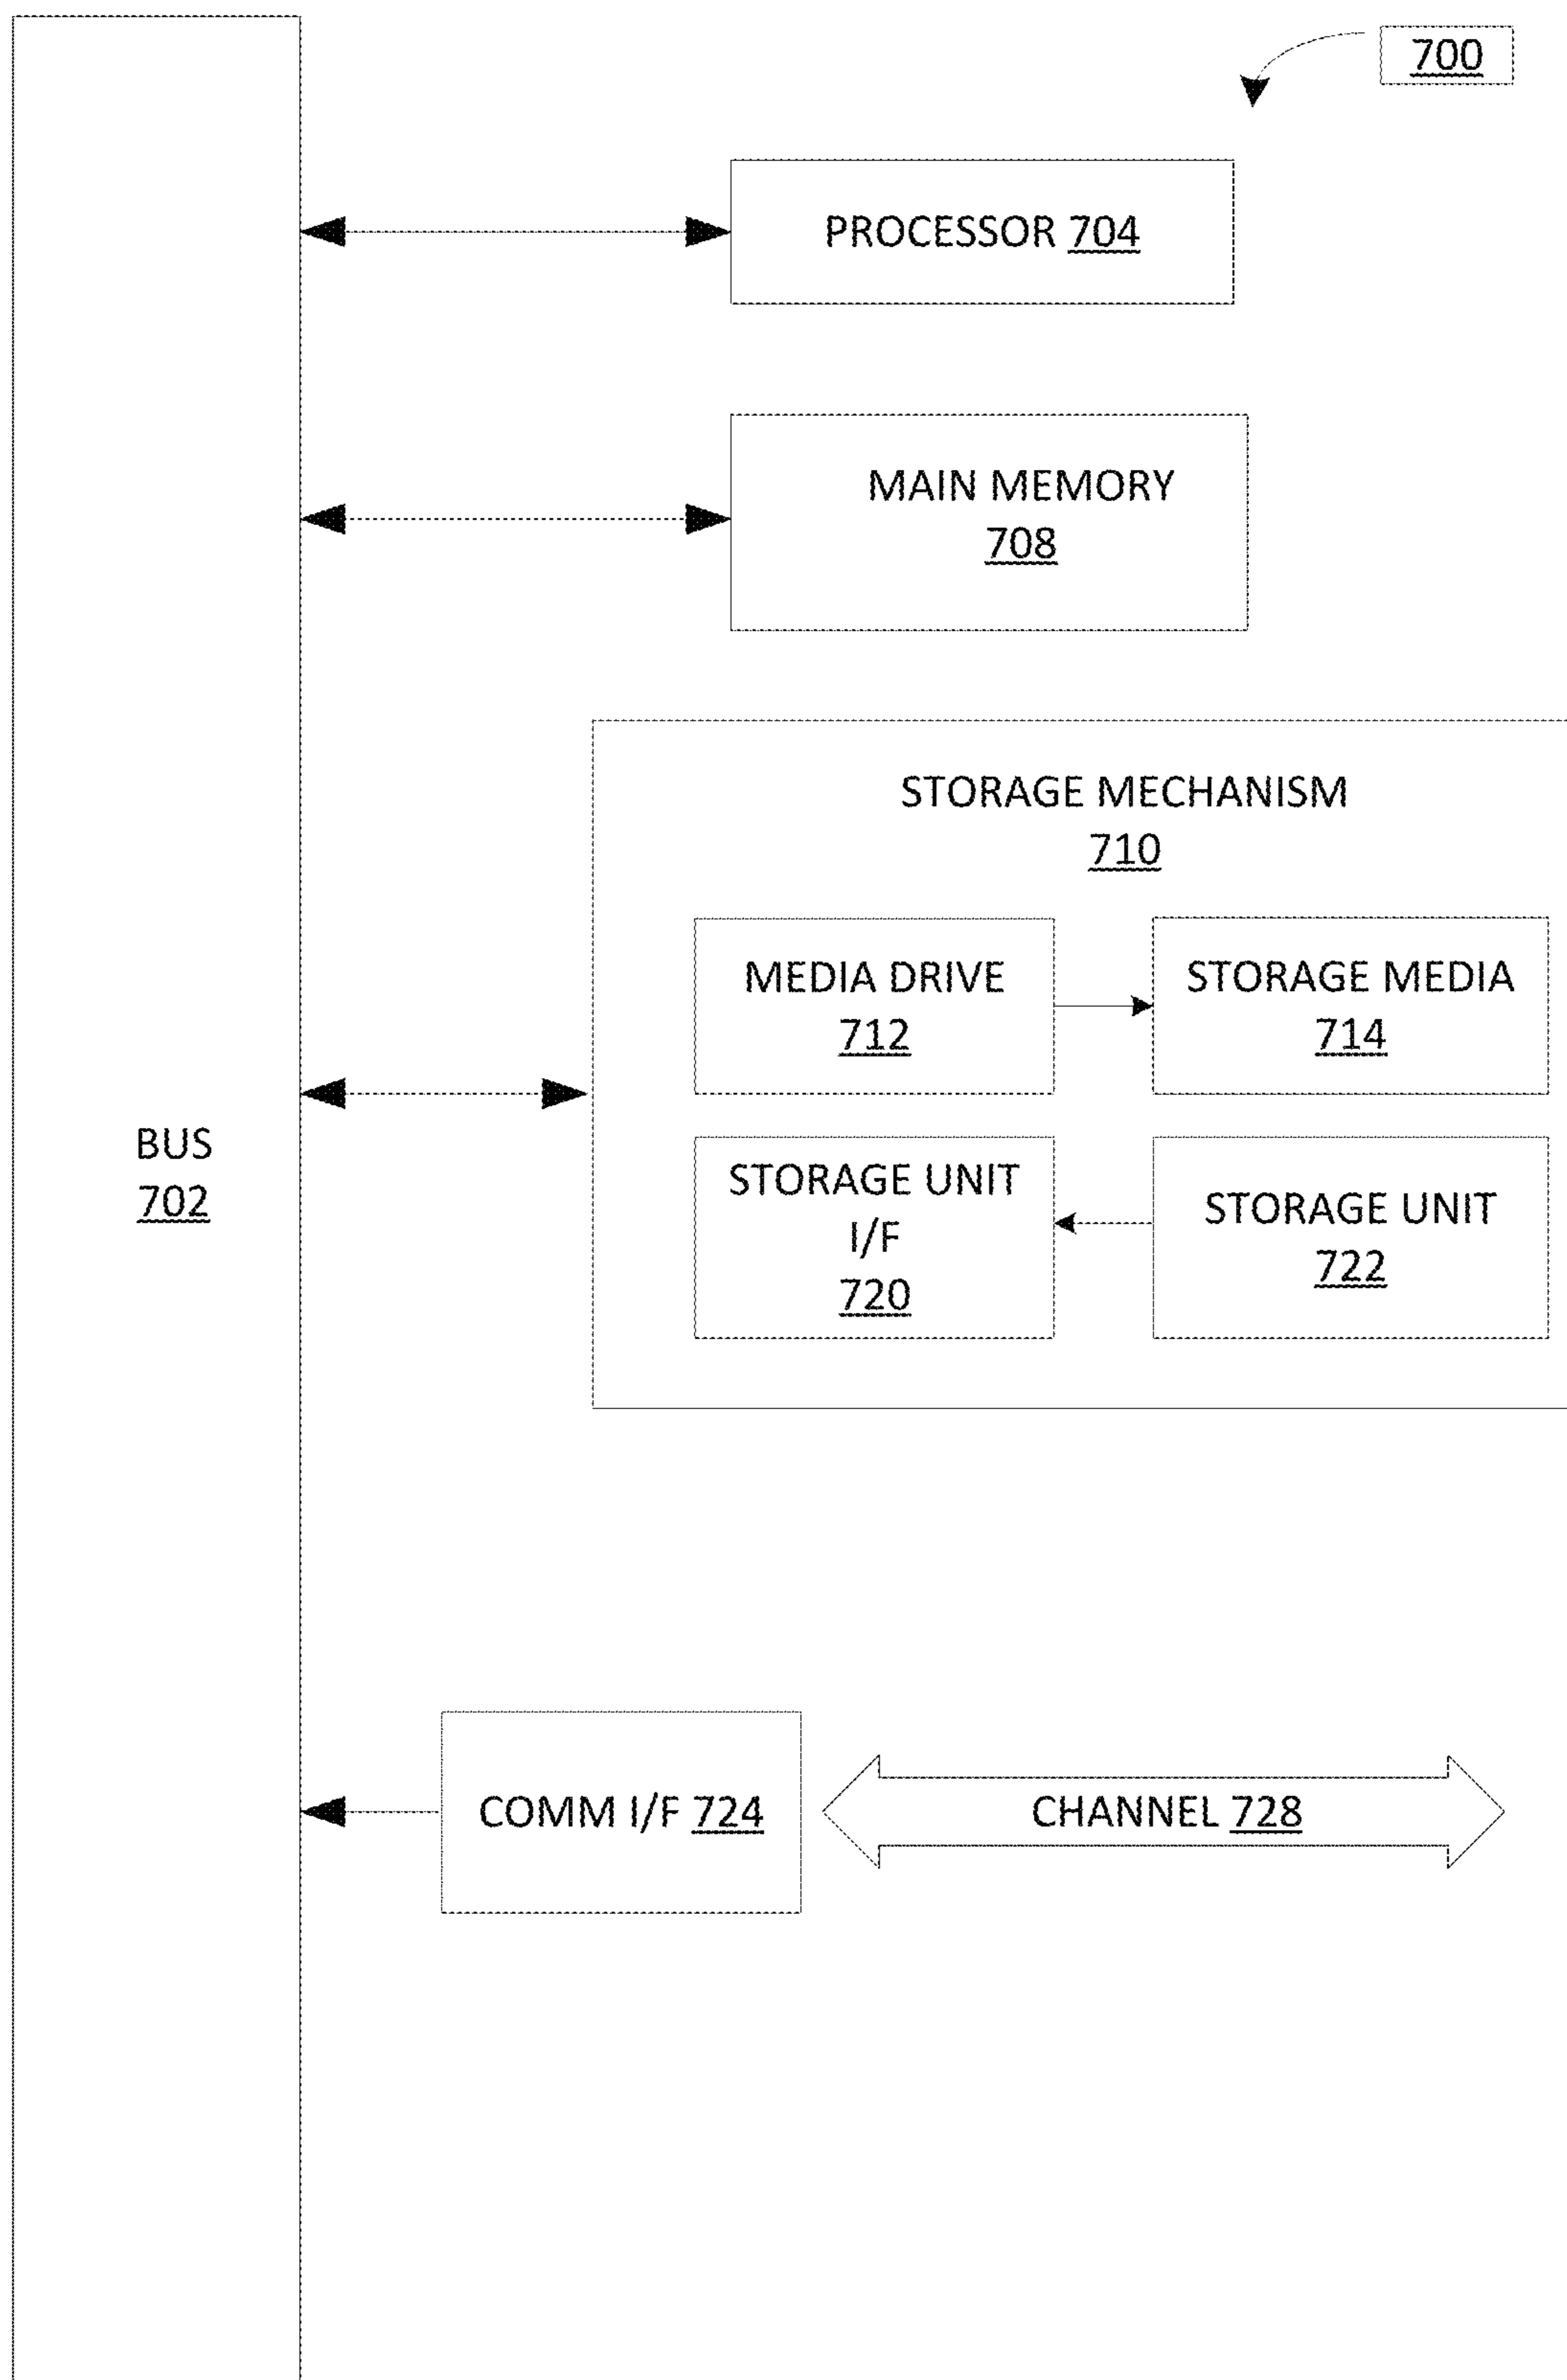 700
PROCESSOR 704
MAIN MEMORY
708
STORAGE MECHANISM
710
MEDIA DRIVE
712
STORAGE MEDIA
714
BUS
702
STORAGE UNIT
I/F
720
STORAGE UNIT
722
COMM I/F 724
CHANNEL 728